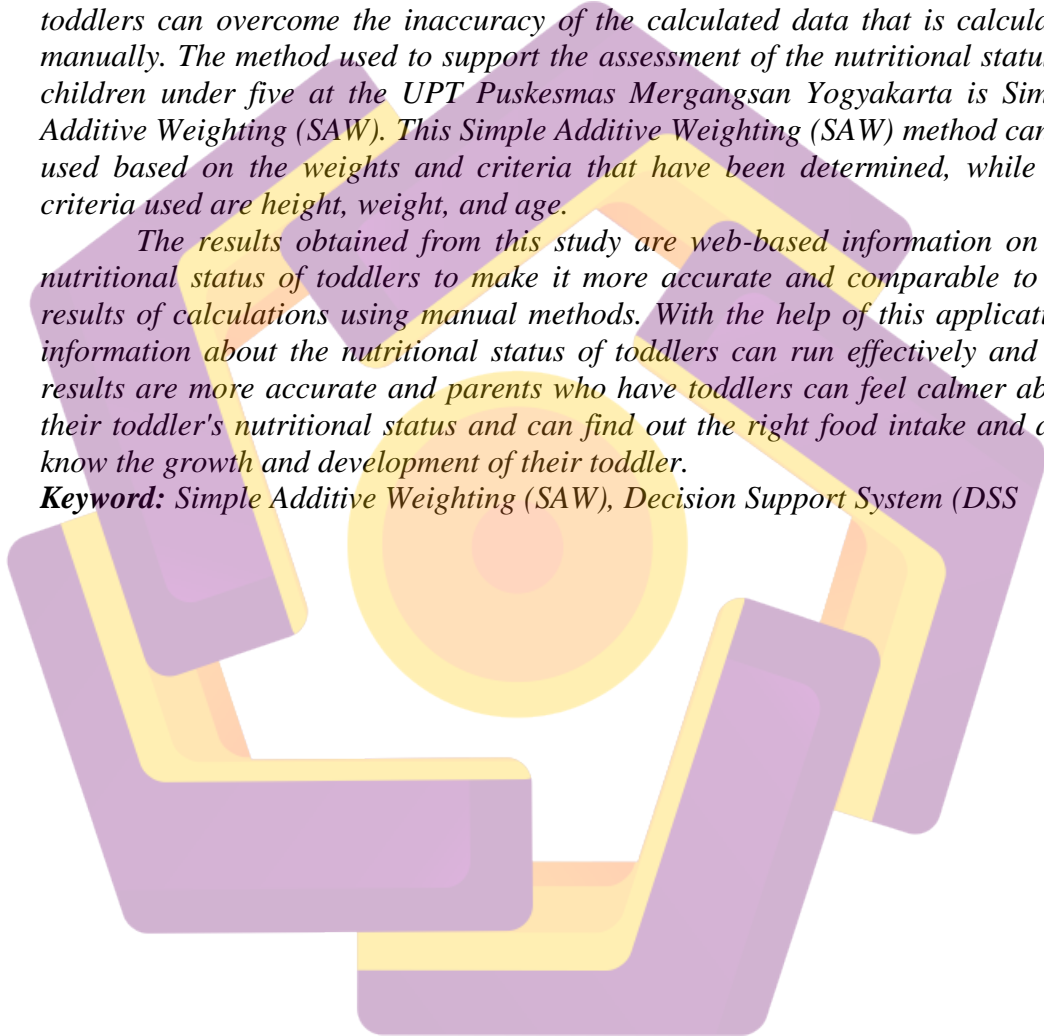 toddlers can overcome the inaccuracy of the calculated data that is calcula
manually. The method used to support the assessment of the nutritional status
children under five at the UPT Puskesmas Mergangsan Yogyakarta is Sim
Additive Weighting (SAW). This Simple Additive Weighting (SAW) method can
used based on the weights and criteria that have been determined, while
criteria used are height, weight, and age.
The results obtained from this study are web-based information on
nutritional status of toddlers to make it more accurate and comparable to
results of calculations using manual methods. With the help of this applicati
information about the nutritional status of toddlers can run effectively and
results are more accurate and parents who have toddlers can feel calmer ab
their toddler's nutritional status and can find out the right food intake and a
know the growth and development of their toddler.
Keyword: Simple Additive Weighting (SAW), Decision Support System (DSS